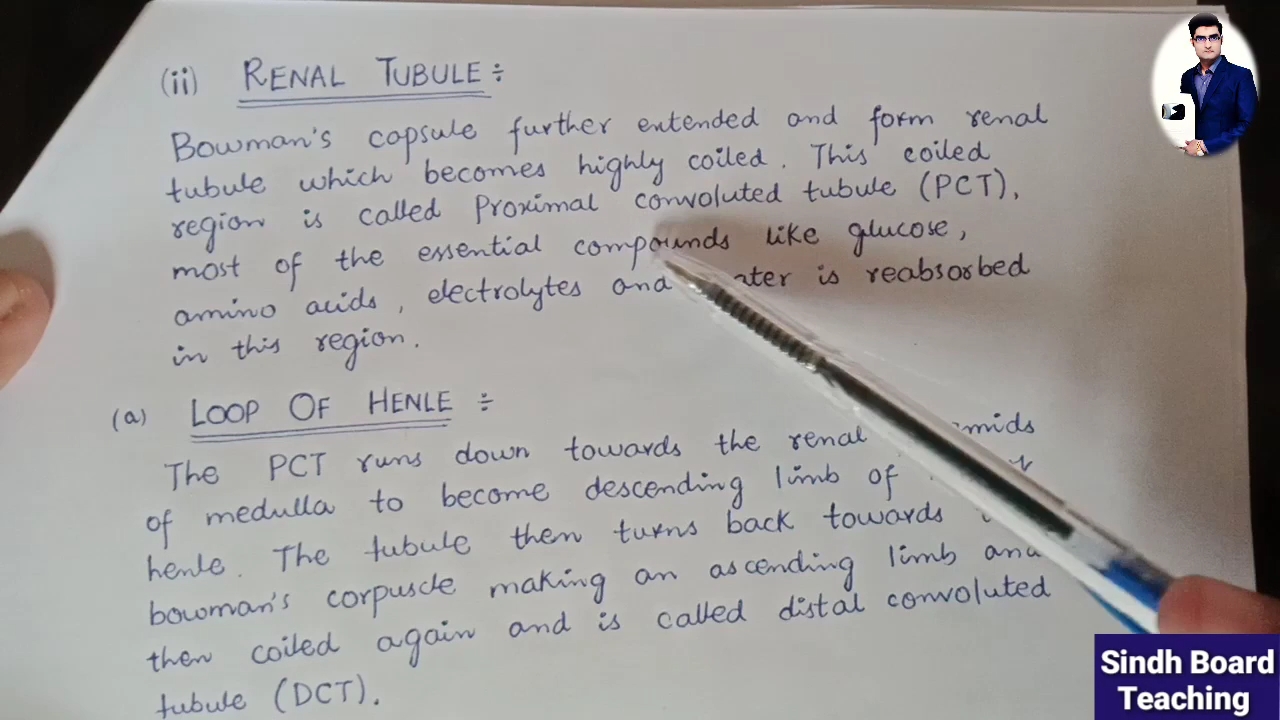 (ii) RENAL TUBULE :-
Bowman's capsule further entended and form renal
tubule which becomes highly coiled. This coiled
region is called Proximal convoluted tubule (PCT),
most of the essential compounds like glucose,
amino acids, electrolytes and is reabsorbed
in this region.
(a) LOOP OF HENLE :-
The PCT runs down towards the renal
of medulla to become descending limb of
henle. The tubule then turns back towards
bowman's corpuscle making an ascending limb and
then coiled again and is called distal convoluted
tubule (DCT).
Sindh Board
Teaching